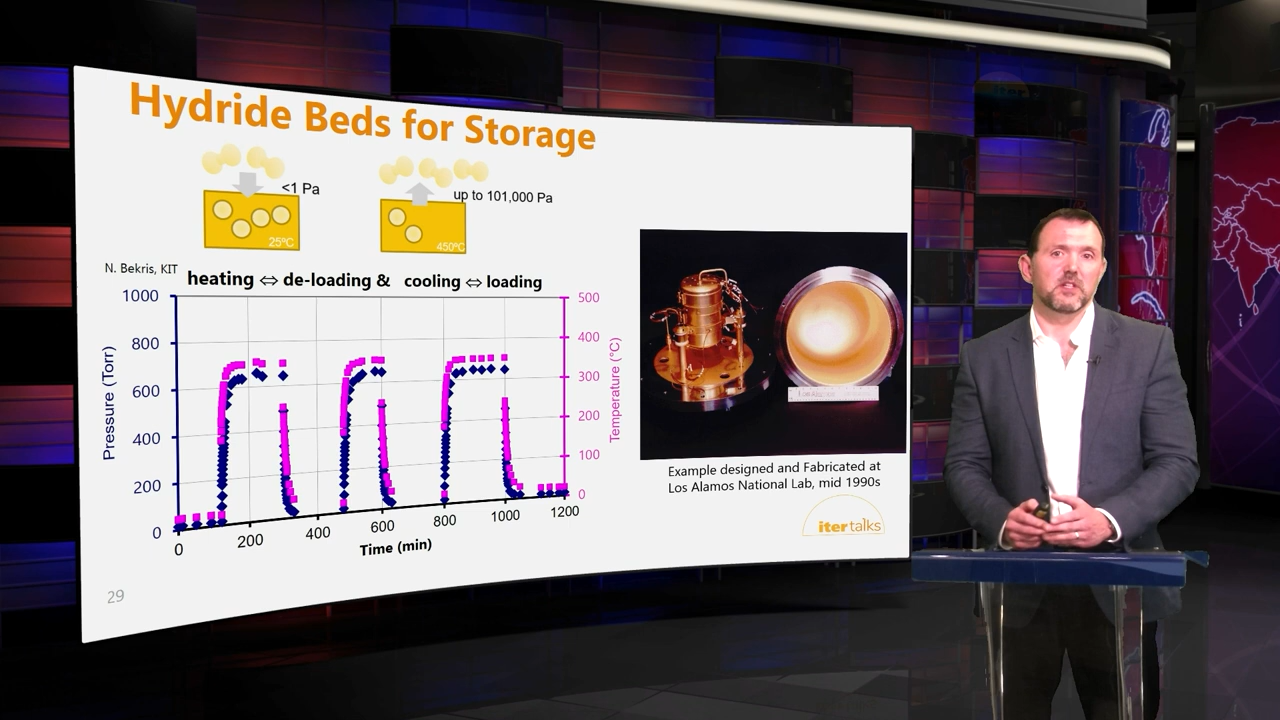 Hydride Beds for Storage
<1 Pa
up to 101,000 Pa
25ºC
450ºC
N. Bekris, KIT
heating ⇔ de-loading & cooling ⇔ loading
1000
800
600
400
200
0
Pressure (Torr)
500
400
300
200
100
0
Temperature (°C)
0
200
400
600
800
1000
1200
Time (min)
Example designed and Fabricated at
Los Alamos National Lab, mid 1990s
iter talks
29